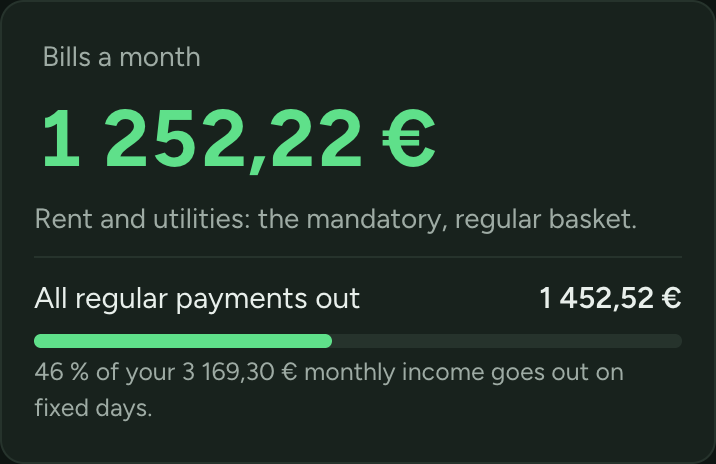 Bills a month
1 252,22 €
Rent and utilities: the mandatory, regular basket.
All regular payments out 1 452,52 €
46 % of your 3 169,30 € monthly income goes out on
fixed days.